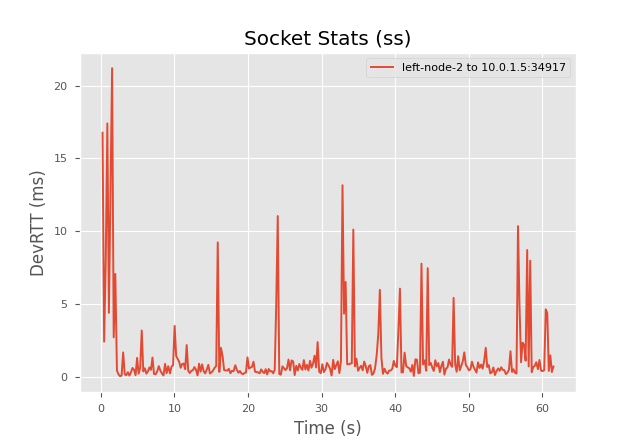 Socket Stats (ss)
left-node-2 to 10.0.1.5:34917
DevRTT (ms)
20
15
10
5
0
0 10 20 30 40 50 60
Time (s)